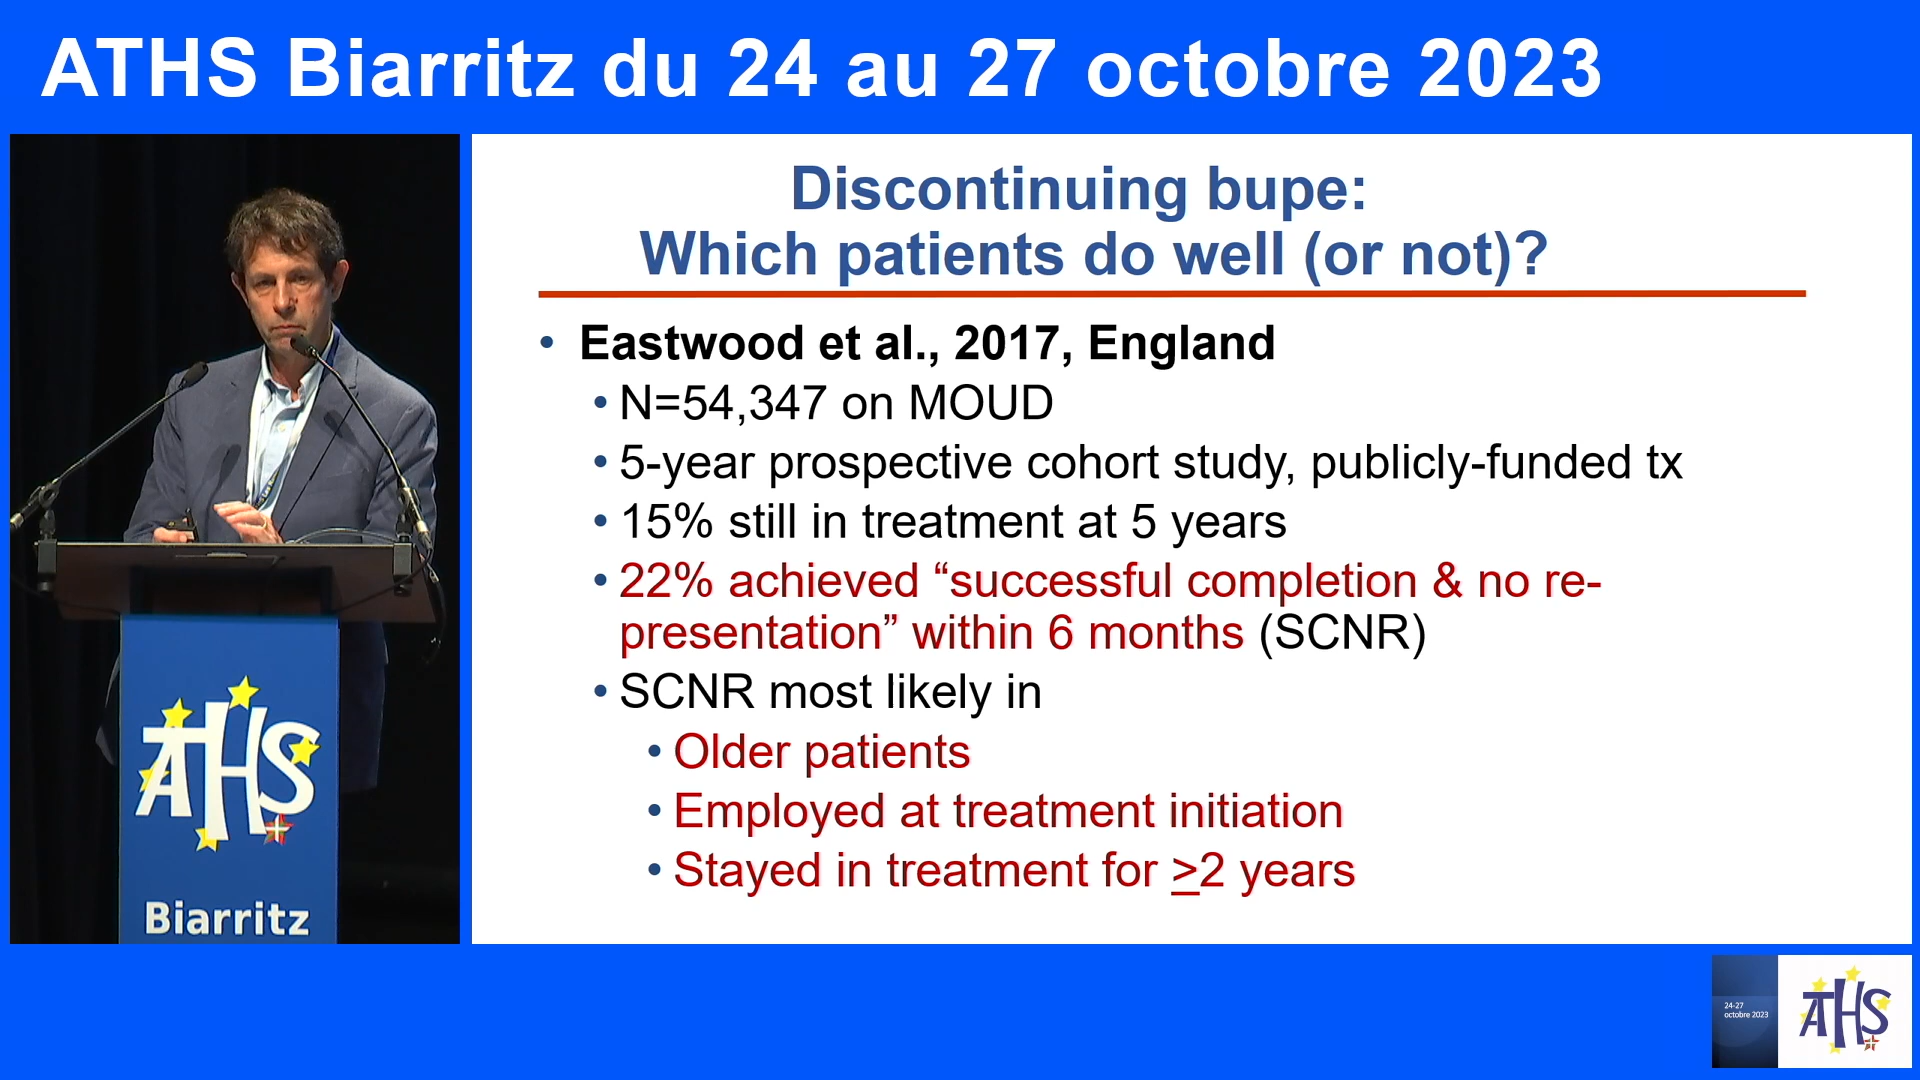 ATHS Biarritz du 24 au 27 octobre 2023
Discontinuing bupe:
Which patients do well (or not)?
• Eastwood et al., 2017, England
• N=54,347 on MOUD
• 5-year prospective cohort study, publicly-funded tx
• 15% still in treatment at 5 years
• 22% achieved “successful completion & no re-
presentation” within 6 months (SCNR)
• SCNR most likely in
• Older patients
• Employed at treatment initiation
• Stayed in treatment for ≥2 years
ATHS
Biarritz
24-27
octobre 2023
ATHS